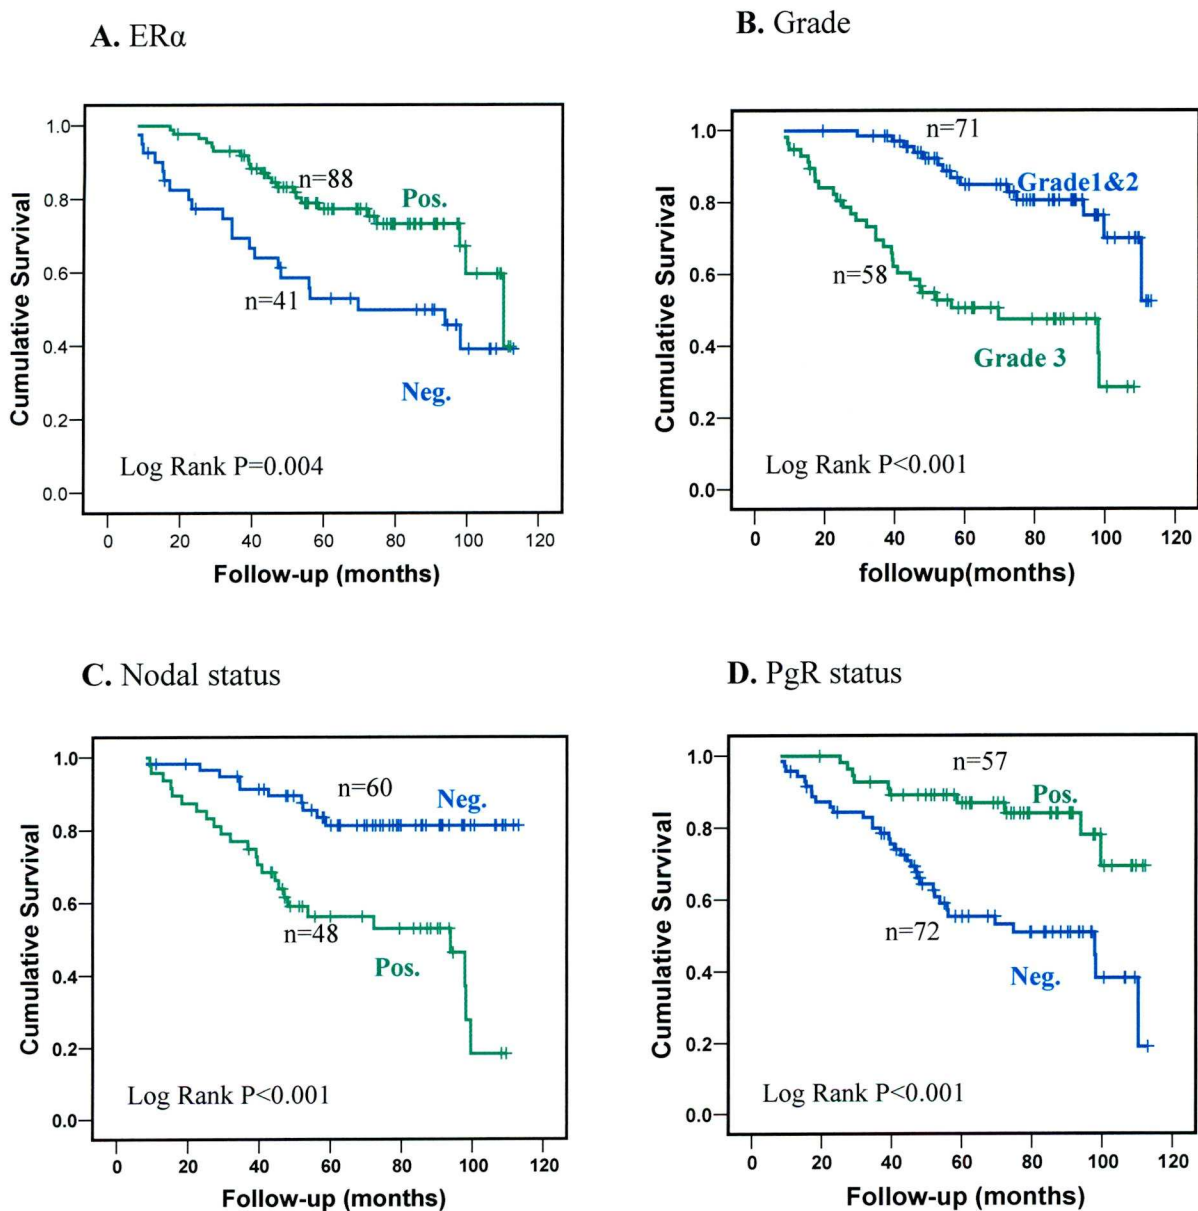 A. ERα
1.0
0.8
0.6
0.4
0.2
0.0
Cumulative Survival
n=88
Pos.
n=41
Neg.
Log Rank P=0.004
0 20 40 60 80 100 120
Follow-up (months)
B. Grade
1.0
0.8
0.6
0.4
0.2
0.0
Cumulative Survival
n=71
Grade1&2
n=58
Grade 3
Log Rank P<0.001
0 20 40 60 80 100 120
followup(months)
C. Nodal status
1.0
0.8
0.6
0.4
0.2
0.0
Cumulative Survival
n=60
Neg.
n=48
Pos.
Log Rank P<0.001
0 20 40 60 80 100 120
Follow-up (months)
D. PgR status
1.0
0.8
0.6
0.4
0.2
0.0
Cumulative Survival
n=57
Pos.
n=72
Neg.
Log Rank P<0.001
0 20 40 60 80 100 120
Follow-up (months)